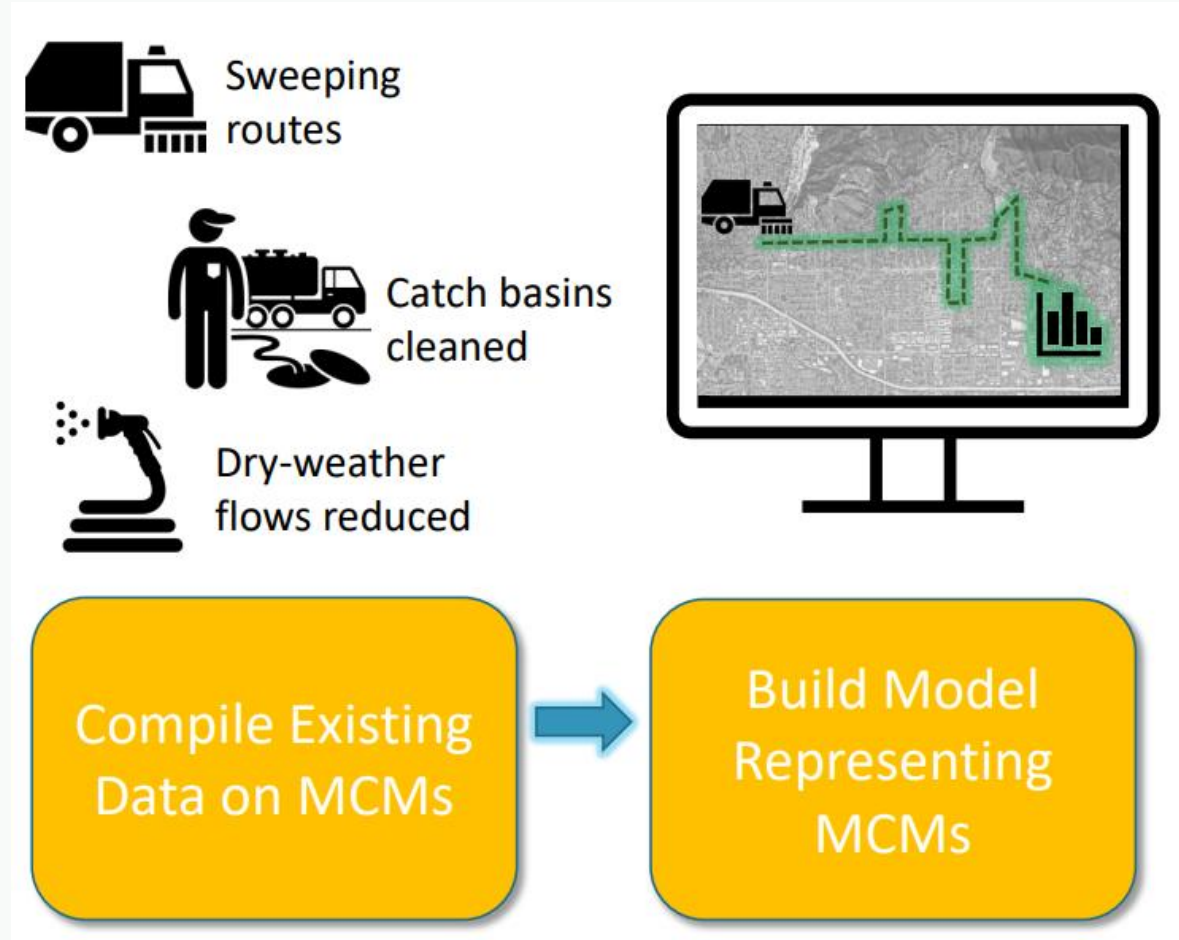 Sweeping
routes
Catch basins
cleaned
Dry-weather
flows reduced
Compile Existing
Data on MCMs
Build Model
Representing
MCMs